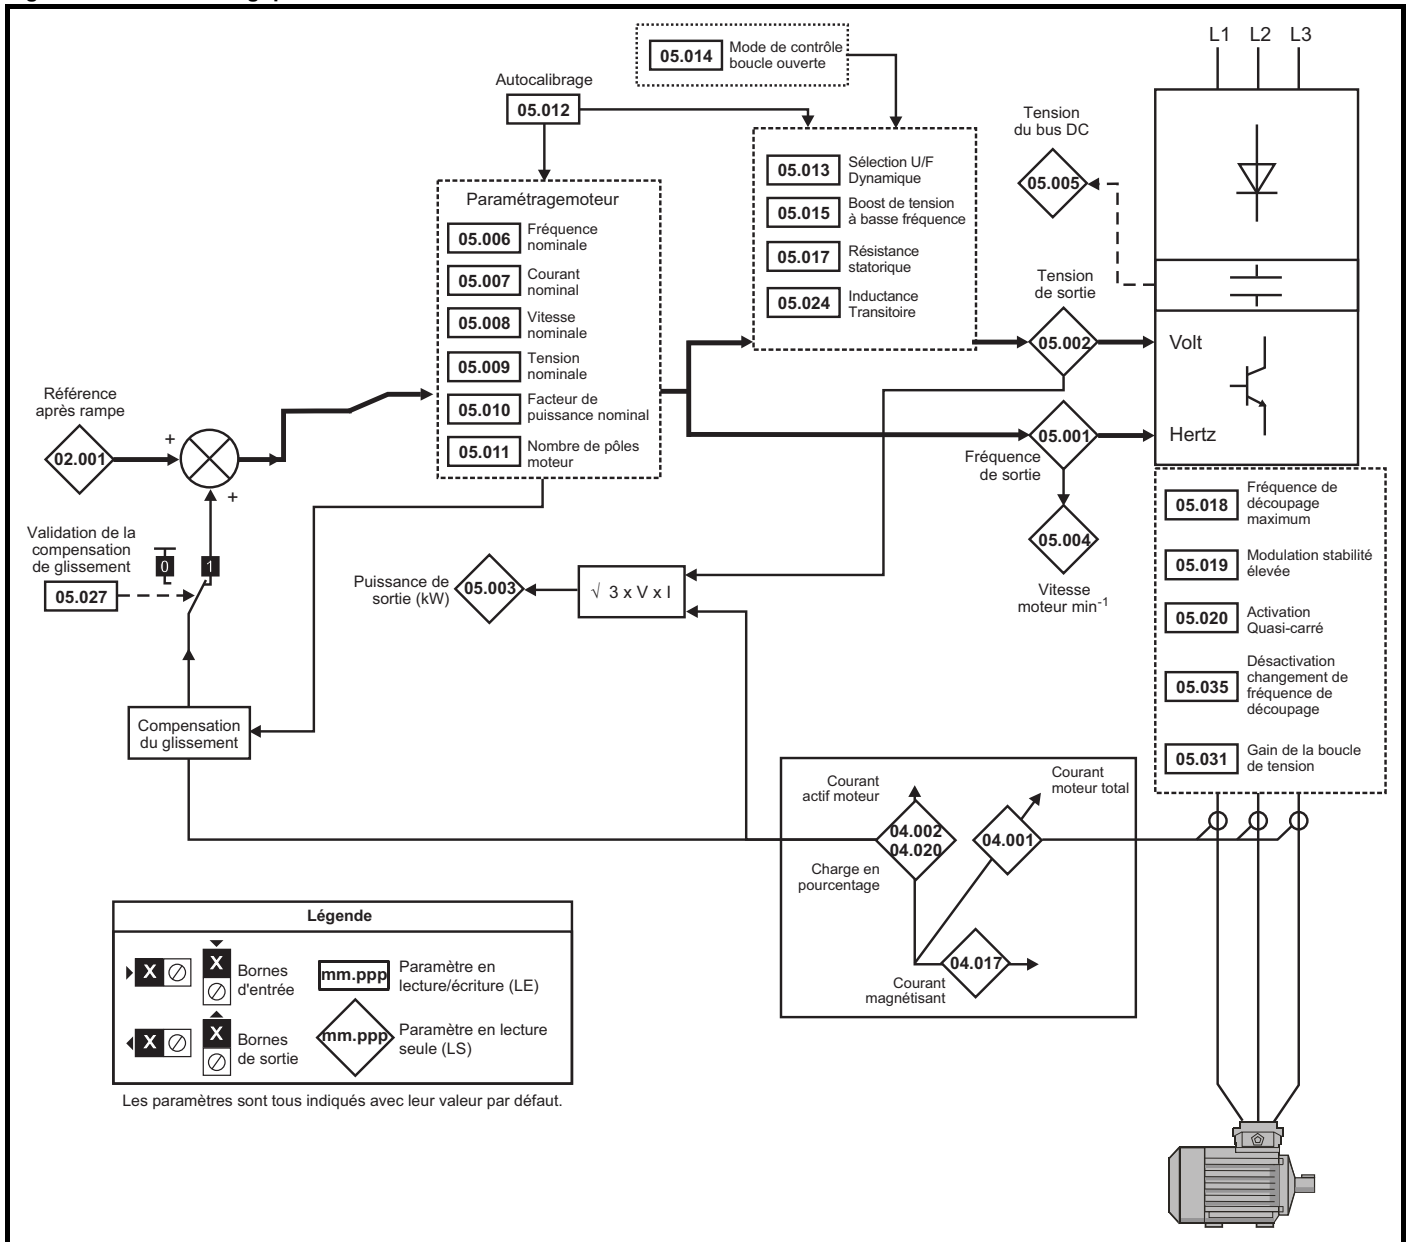 L1 L2 L3
05.014
Mode de contrôle
boucle ouverte
Autocalibrage
05.012
Tension
du bus DC
05.005
Paramétragemoteur
05.006
Fréquence
nominale
05.007
Courant
nominal
05.008
Vitesse
nominale
05.009
Tension
nominale
05.010
Facteur de
puissance nominal
05.011
Nombre de pôles
moteur
05.013
Sélection U/F
Dynamique
05.015
Boost de tension
à basse fréquence
05.017
Résistance
statorique
05.024
Inductance
Transitoire
Tension
de sortie
05.002
Volt
05.001
Hertz
Fréquence
de sortie
05.004
Vitesse
moteur min-1
Référence
après rampe
02.001
+
+
Validation de la
compensation
de glissement
05.027
0
1
Puissance de
sortie (kW)
05.003
√ 3 x V x I
Compensation
du glissement
05.018
Fréquence de
découpage
maximum
05.019
Modulation stabilité
élevée
05.020
Activation
Quasi-carré
05.035
Désactivation
changement de
fréquence de
découpage
05.031
Gain de la boucle
de tension
Courant
actif moteur
Courant
moteur total
04.002
04.020
04.001
Charge en
pourcentage
04.017
Courant
magnétisant
Légende
X
X
Bornes
d'entrée
mm.ppp
Paramètre en
lecture/écriture (LE)
X
X
Bornes
de sortie
mm.ppp
Paramètre en lecture
seule (LS)
Les paramètres sont tous indiqués avec leur valeur par défaut.